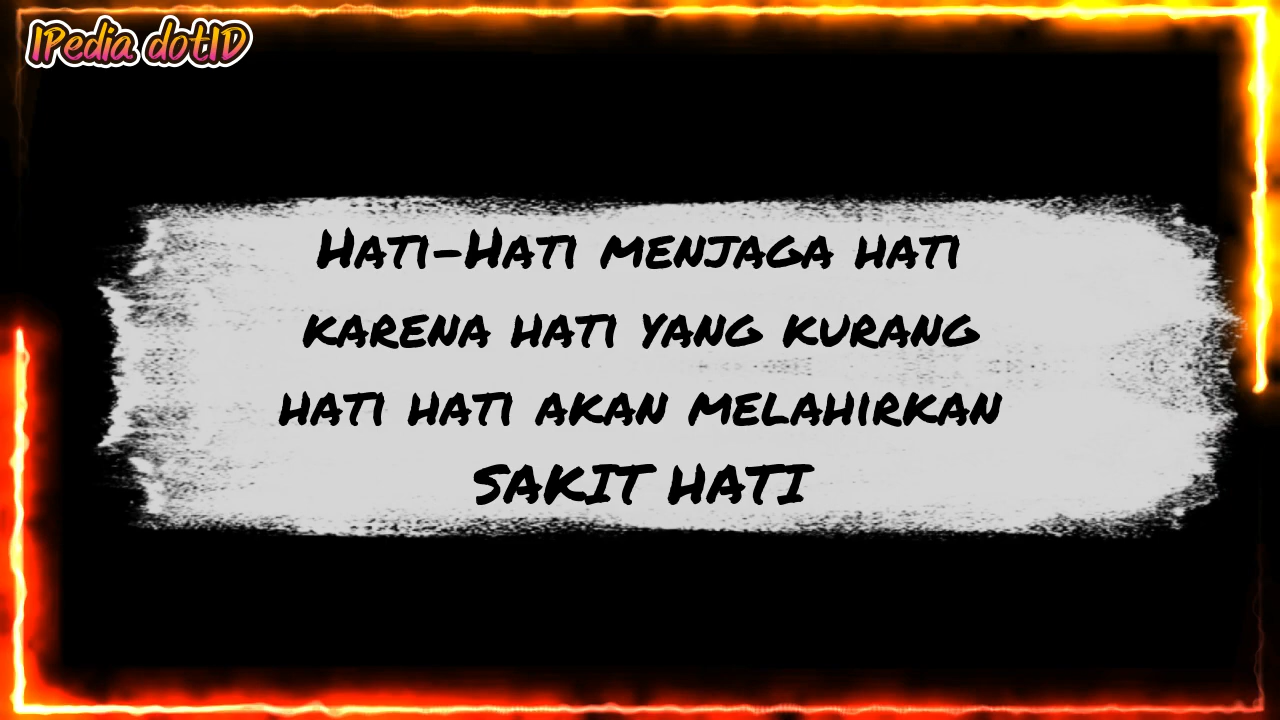 IPedia dotID
Hati-Hati menjaga hati
karena hati yang kurang
hati hati akan melahirkan
SAKIT HATI